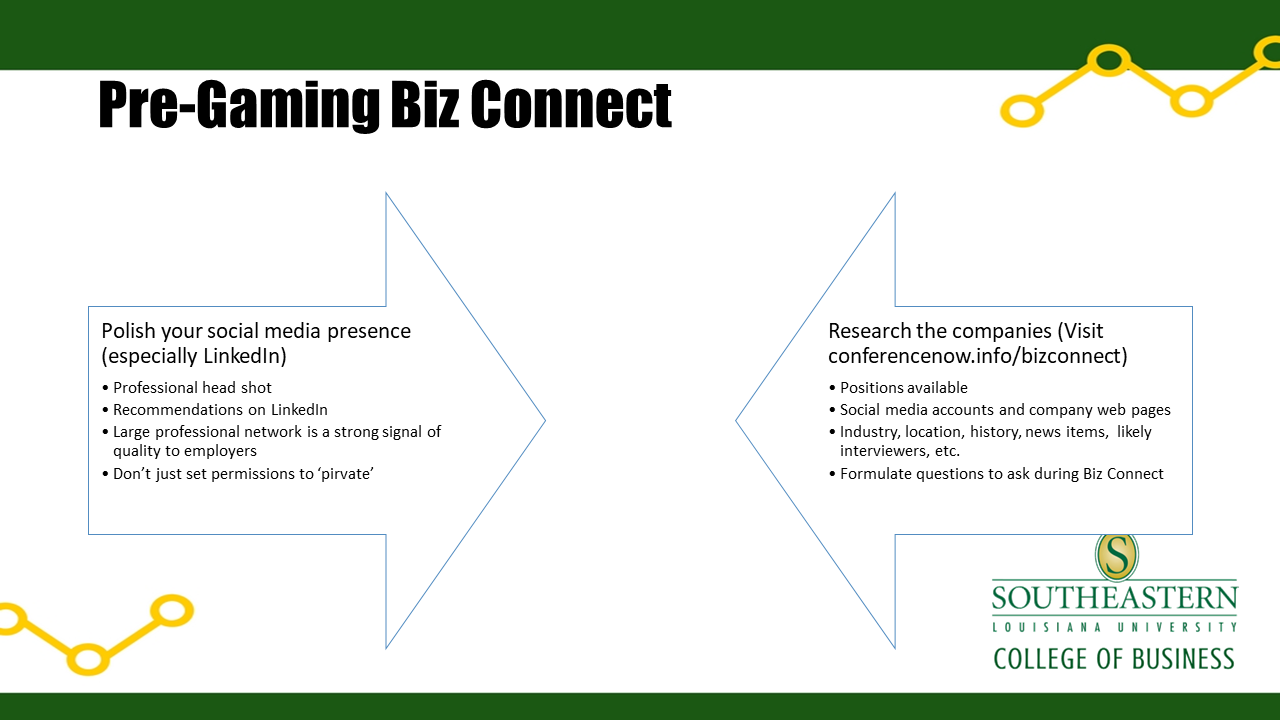 Pre-Gaming Biz Connect
Polish your social media presence
(especially LinkedIn)
• Professional head shot
• Recommendations on LinkedIn
• Large professional network is a strong signal of
quality to employers
• Don’t just set permissions to ‘pirvate’
Research the companies (Visit
conferencenow.info/bizconnect)
• Positions available
• Social media accounts and company web pages
• Industry, location, history, news items, likely
interviewers, etc.
• Formulate questions to ask during Biz Connect
S
SOUTHEASTERN
LOUISIANA UNIVERSITY
COLLEGE OF BUSINESS